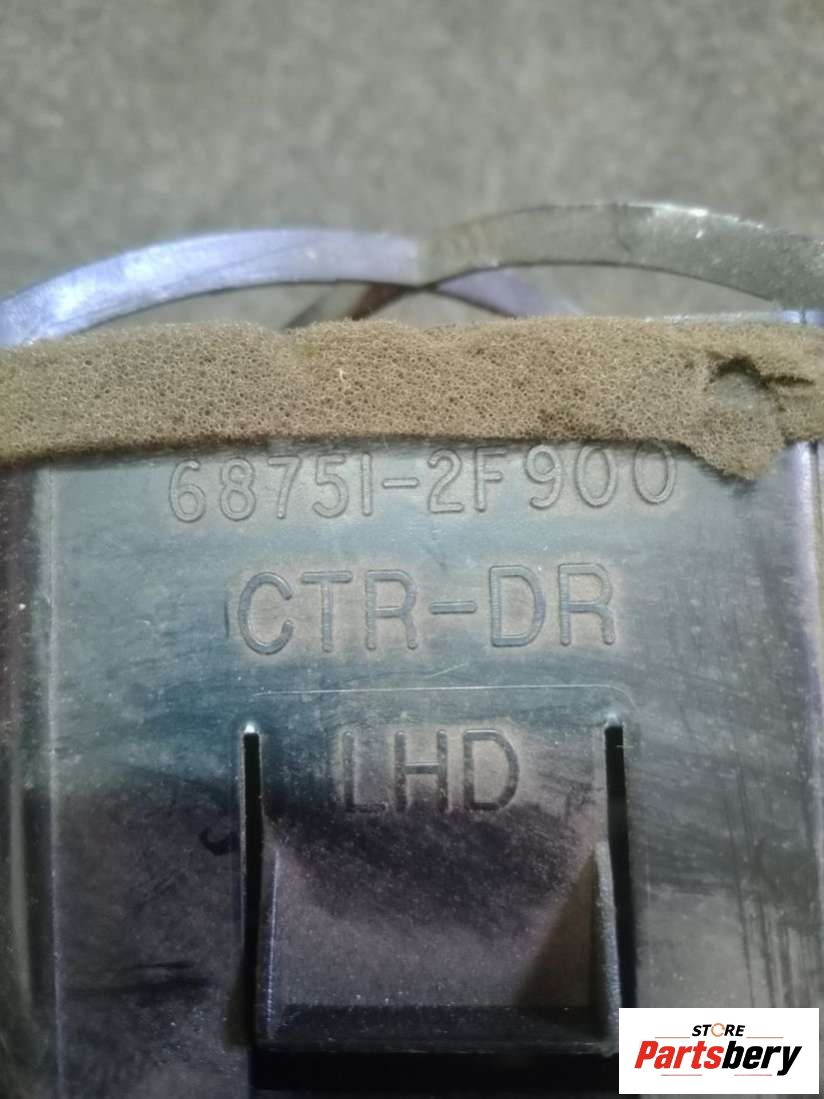 68751-2F900
CTR-DR
LHD
STORE
Partsbery